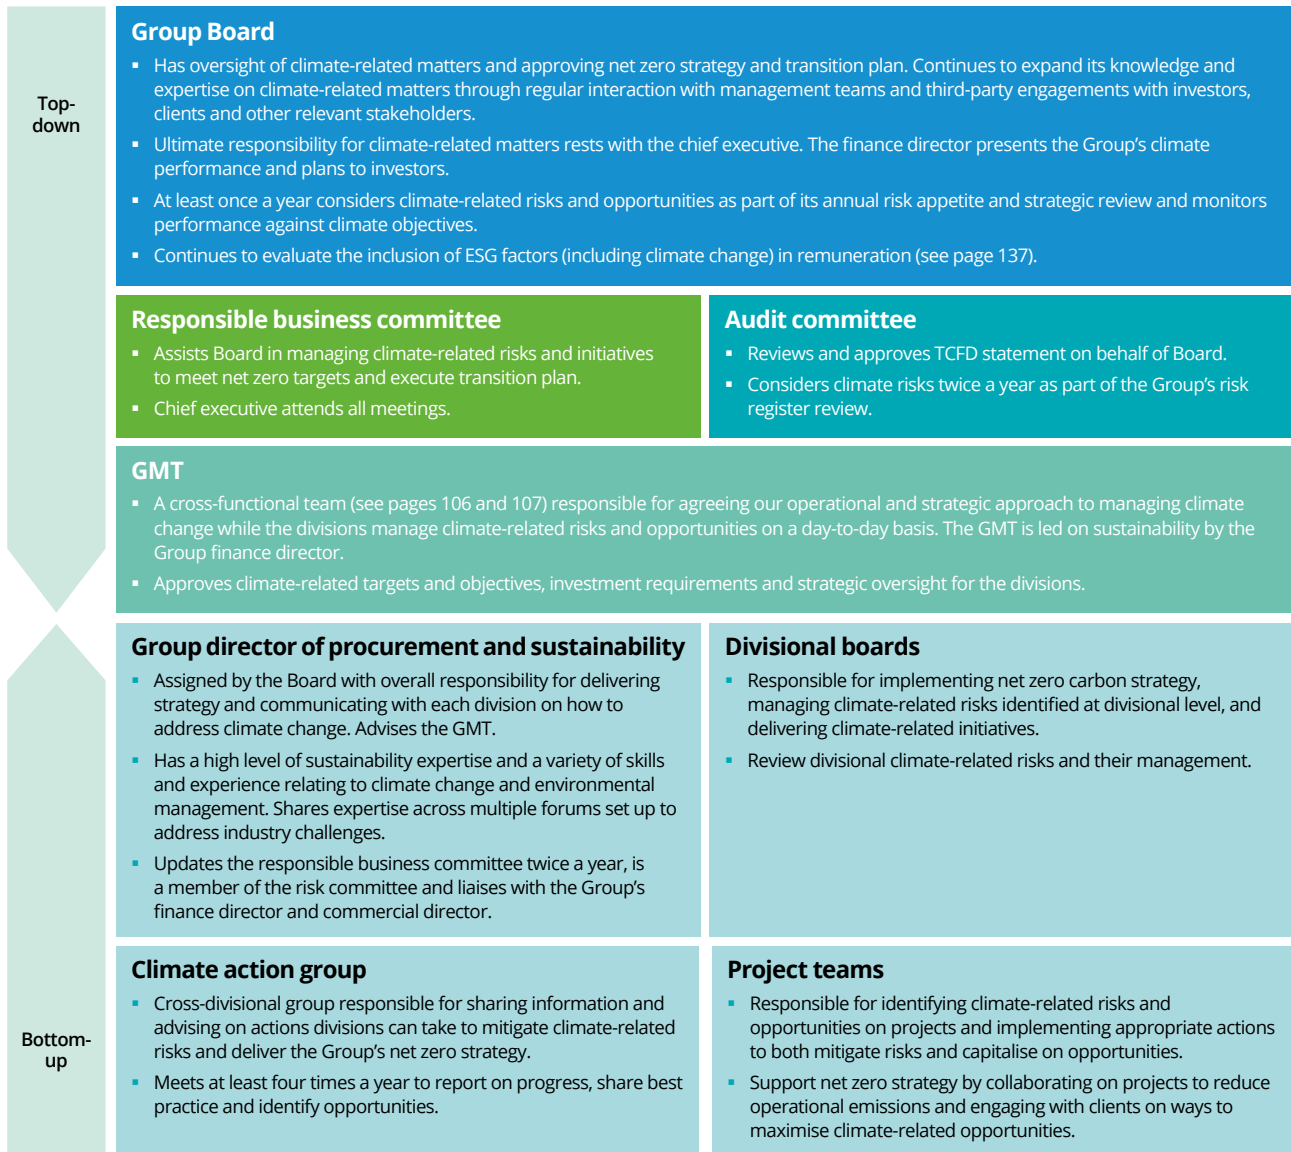 Top-
down
Group Board
▪ Has oversight of climate-related matters and approving net zero strategy and transition plan. Continues to expand its knowledge and
expertise on climate-related matters through regular interaction with management teams and third-party engagements with investors,
clients and other relevant stakeholders.
▪ Ultimate responsibility for climate-related matters rests with the chief executive. The finance director presents the Group's climate
performance and plans to investors.
▪ At least once a year considers climate-related risks and opportunities as part of its annual risk appetite and strategic review and monitors
performance against climate objectives.
▪ Continues to evaluate the inclusion of ESG factors (including climate change) in remuneration (see page 137).
Responsible business committee
▪ Assists Board in managing climate-related risks and initiatives
to meet net zero targets and execute transition plan.
▪ Chief executive attends all meetings.
Audit committee
▪ Reviews and approves TCFD statement on behalf of Board.
▪ Considers climate risks twice a year as part of the Group's risk
register review.
GMT
▪ A cross-functional team (see pages 106 and 107) responsible for agreeing our operational and strategic approach to managing climate
change while the divisions manage climate-related risks and opportunities on a day-to-day basis. The GMT is led on sustainability by the
Group finance director.
▪ Approves climate-related targets and objectives, investment requirements and strategic oversight for the divisions.
Group director of procurement and sustainability
▪ Assigned by the Board with overall responsibility for delivering
strategy and communicating with each division on how to
address climate change. Advises the GMT.
▪ Has a high level of sustainability expertise and a variety of skills
and experience relating to climate change and environmental
management. Shares expertise across multiple forums set up to
address industry challenges.
▪ Updates the responsible business committee twice a year, is
a member of the risk committee and liaises with the Group's
finance director and commercial director.
Divisional boards
▪ Responsible for implementing net zero carbon strategy,
managing climate-related risks identified at divisional level, and
delivering climate-related initiatives.
▪ Review divisional climate-related risks and their management.
Bottom-
up
Climate action group
▪ Cross-divisional group responsible for sharing information and
advising on actions divisions can take to mitigate climate-related
risks and deliver the Group's net zero strategy.
▪ Meets at least four times a year to report on progress, share best
practice and identify opportunities.
Project teams
▪ Responsible for identifying climate-related risks and
opportunities on projects and implementing appropriate actions
to both mitigate risks and capitalise on opportunities.
▪ Support net zero strategy by collaborating on projects to reduce
operational emissions and engaging with clients on ways to
maximise climate-related opportunities.